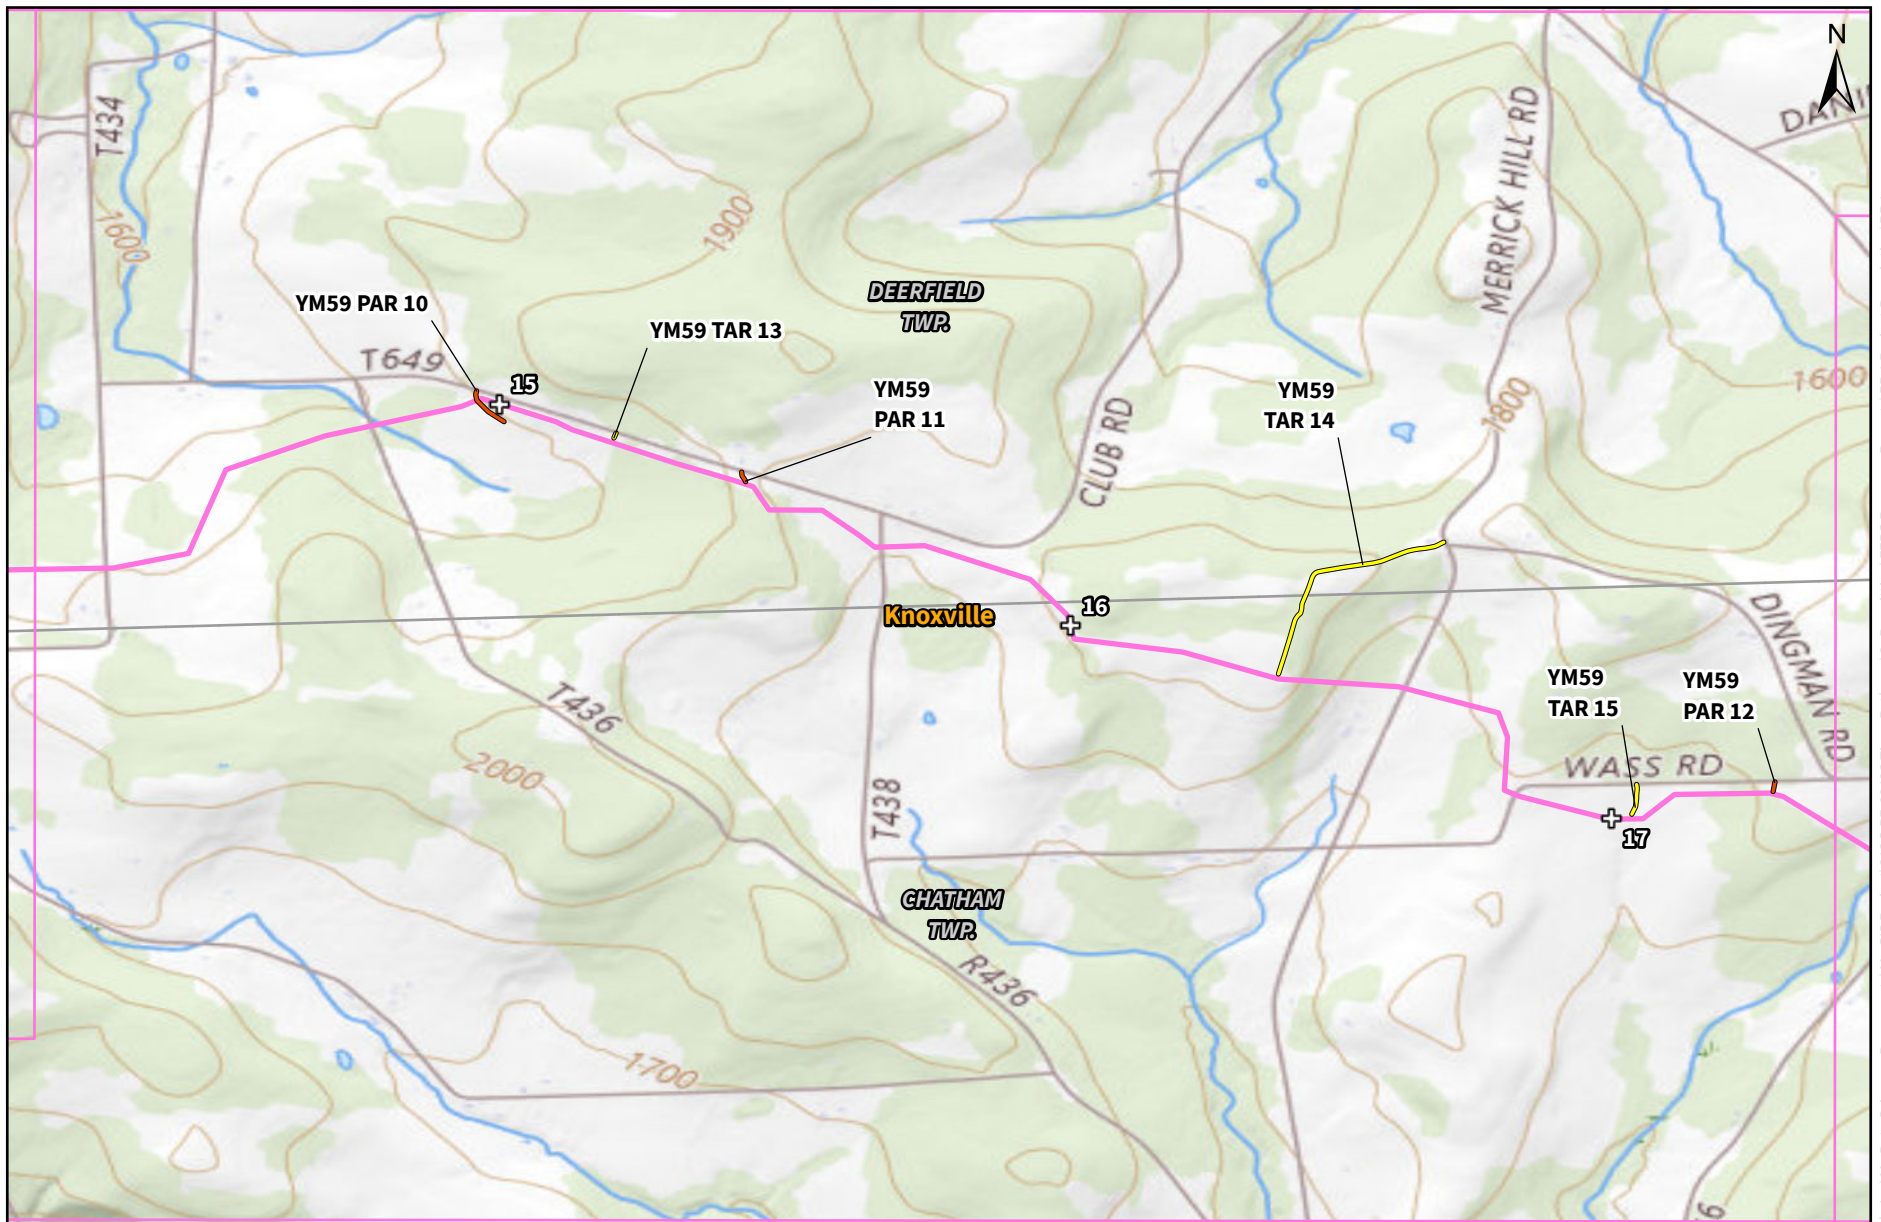 N
DANI
T434
1600
1900
MERRICK HILL RD
DEERFIELD
TWP.
YM59 PAR 10
YM59 TAR 13
T649
15
YM59
PAR 11
YM59
TAR 14
1800
1600
CLUB RD
16
Knoxville
DINGMAN RD
YM59
TAR 15
YM59
PAR 12
T436
2000
WASS RD
T438
17
CHATHAM
TWP.
R436
1700
6